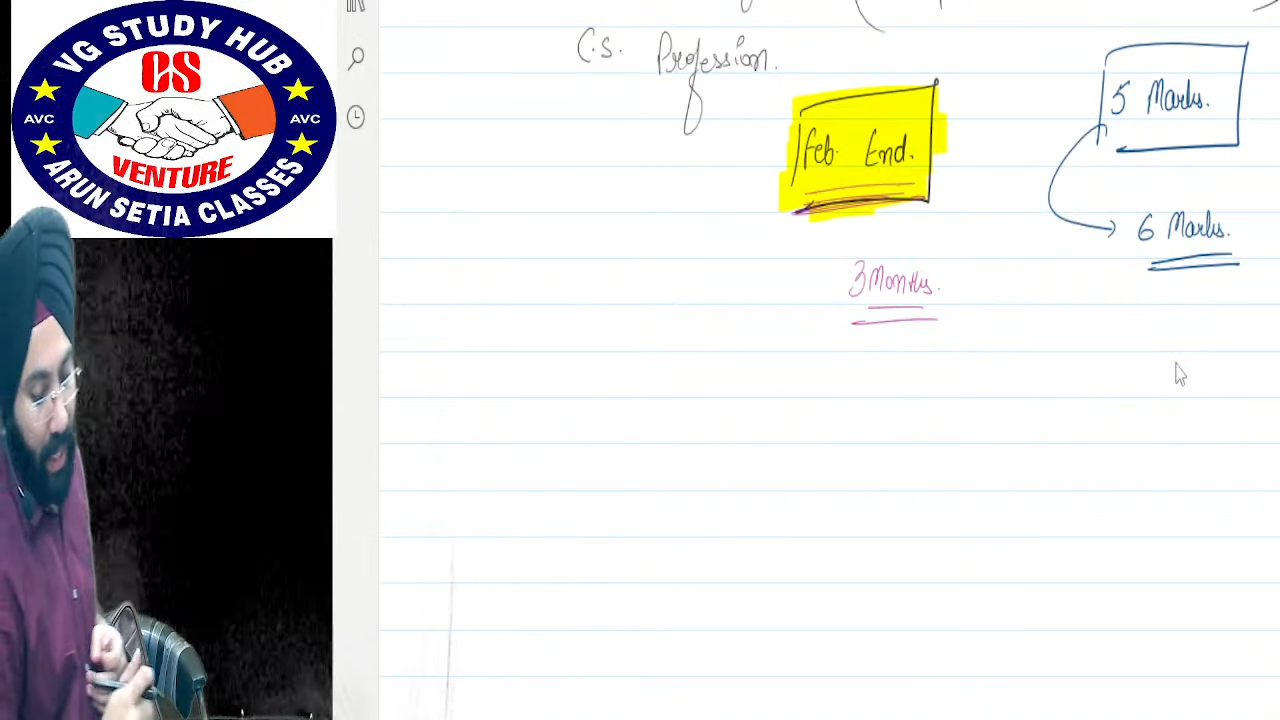 VG STUDY HUB
CS
AVC
AVC
VENTURE
ARUN SETIA CLASSES
C.S. Profession.
5 Marks.
Feb. End.
6 Marks.
3 Months.